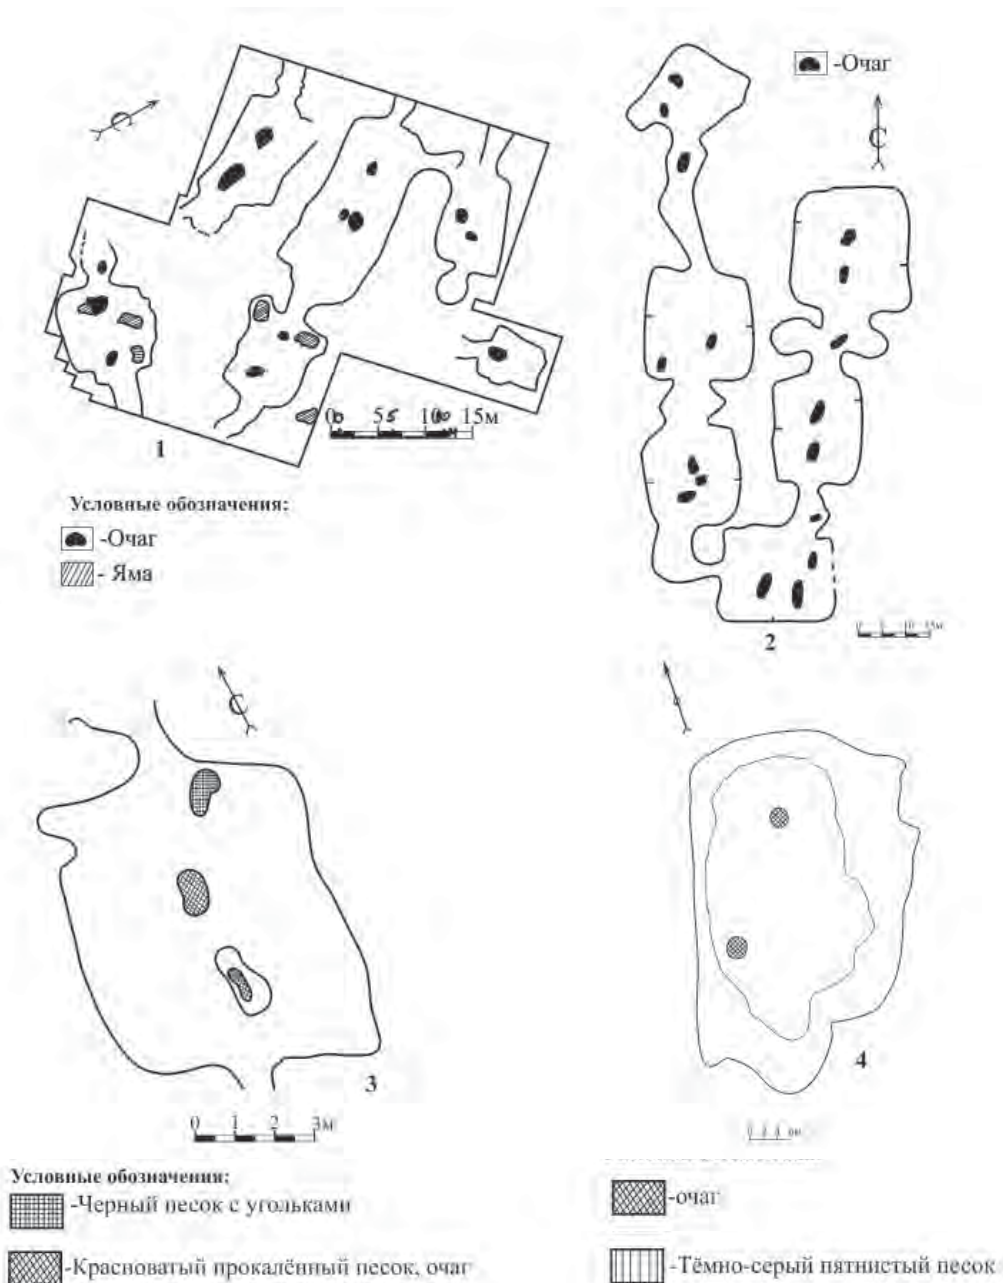 -Очаг
С
С
0 5 10 15м
1
Условные обозначения:
-Очаг
- Яма
2
С
3
4
0 1 2 3м
Условные обозначения:
-Черный песок с угольками
-Красноватый прокалённый песок, очаг
-очаг
-Тёмно-серый пятнистый песок